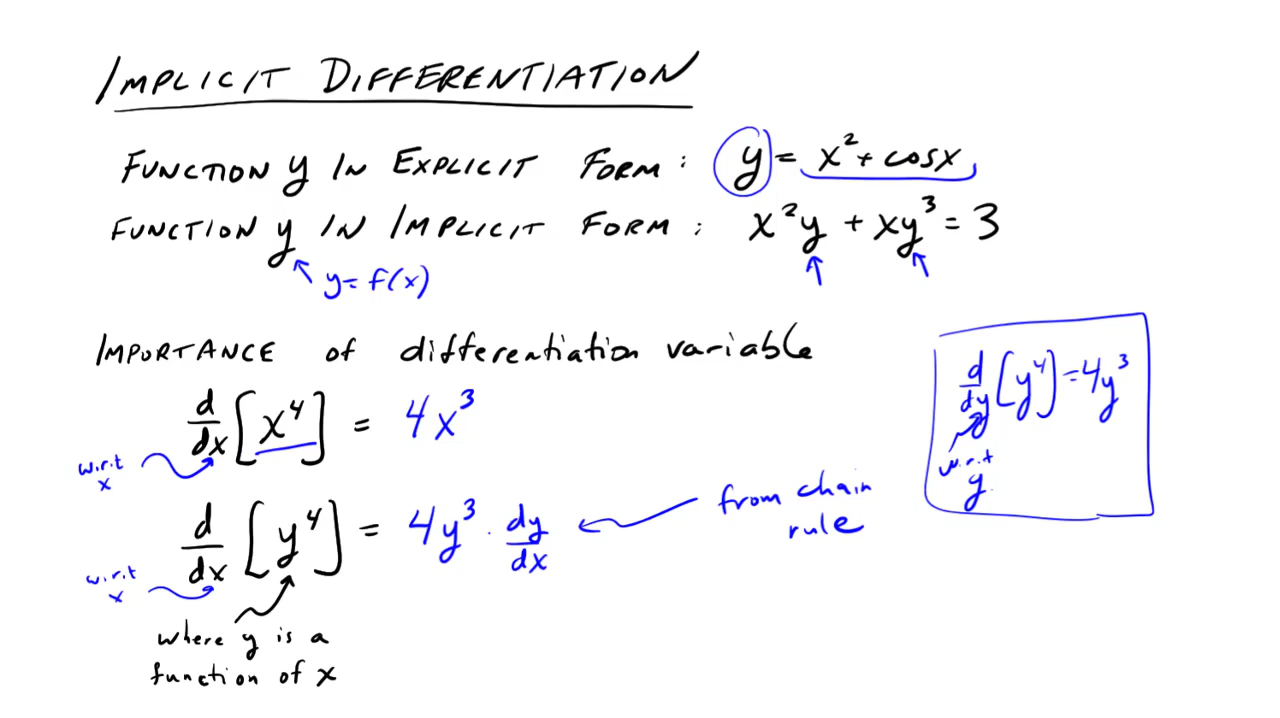 IMPLICIT DIFFERENTIATION
FUNCTION y IN EXPLICIT FORM: y = x² + cosx
FUNCTION y IN IMPLICIT FORM: x²y + xy³ = 3
y = f(x)
IMPORTANCE of differentiation variable
d/dx [x⁴] = 4x³
w.r.t
x
d/dx [y⁴] = 4y³ · dy/dx
from chain
rule
w.r.t
x
where y is a
function of x
d/dy [y⁴] = 4y³
w.r.t
y